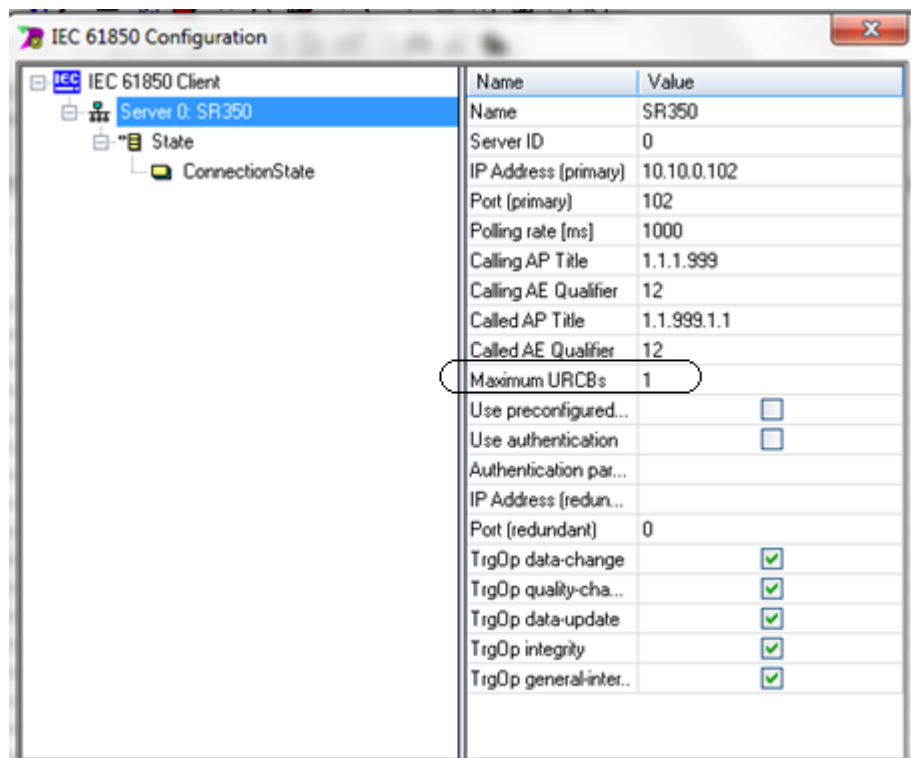 IEC 61850 Configuration
IEC IEC 61850 Client
Server 0: SR350
State
ConnectionState
Name Value
Name SR350
Server ID 0
IP Address (primary) 10.10.0.102
Port (primary) 102
Polling rate [ms] 1000
Calling AP Title 1.1.1.999
Calling AE Qualifier 12
Called AP Title 1.1.999.1.1
Called AE Qualifier 12
Maximum URCBs 1
Use preconfigured...
Use authentication
Authentication par...
IP Address (redun...
Port (redundant) 0
TrgOp data-change
TrgOp quality-cha...
TrgOp data-update
TrgOp integrity
TrgOp general-inter..